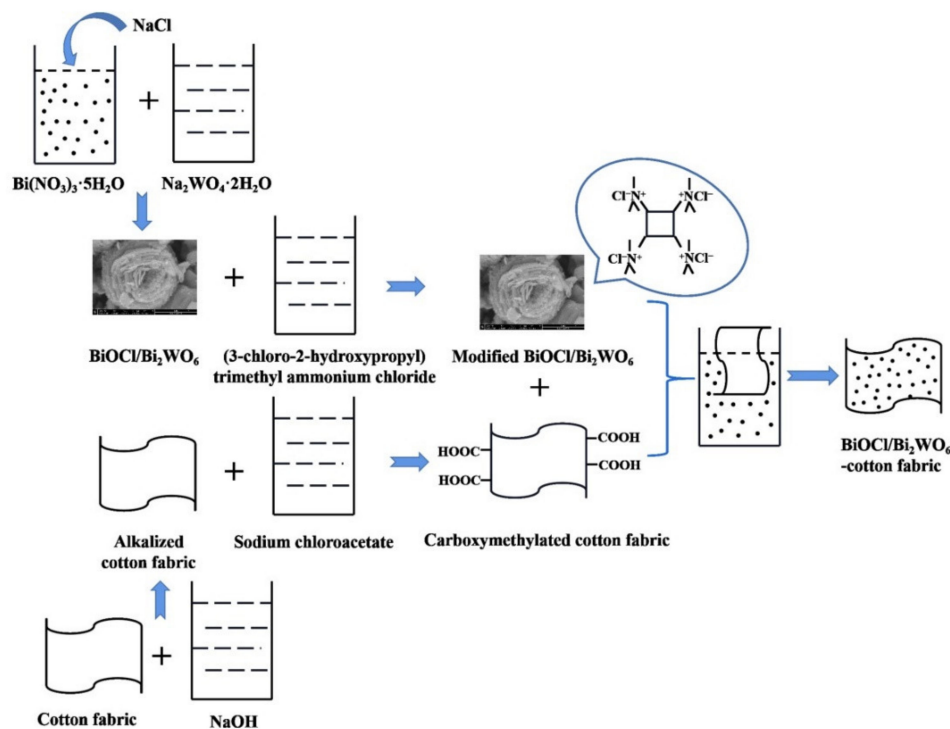 NaCl
Bi(NO₃)₃·5H₂O
Na₂WO₄·2H₂O
Cl⁻N⁺
⁺NCl⁻
Cl⁻N⁺
⁺NCl⁻
BiOCl/Bi₂WO₆
(3-chloro-2-hydroxypropyl)
trimethyl ammonium chloride
Modified BiOCl/Bi₂WO₆
HOOC
COOH
HOOC
COOH
BiOCl/Bi₂WO₆
-cotton fabric
Alkalized
cotton fabric
Sodium chloroacetate
Carboxymethylated cotton fabric
Cotton fabric
NaOH